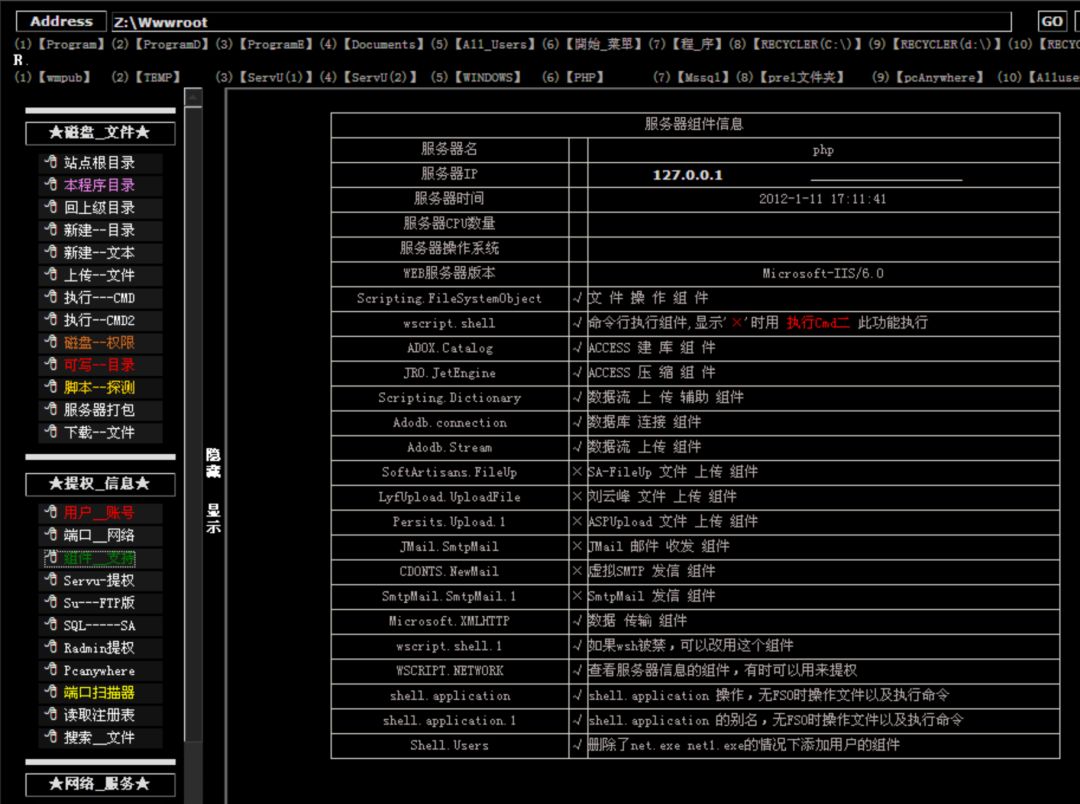 Address Z:\Wwwroot GO
(1)【Program】(2)【ProgramD】(3)【ProgramE】(4)【Documents】(5)【All_Users】(6)【開始_菜單】(7)【程_序】(8)【RECYCLER(C:\)】(9)【RECYCLER(d:\)】(10)【RECYC
R.
(1)【wmpub】 (2)【TEMP】 (3)【ServU(1)】(4)【ServU(2)】 (5)【WINDOWS】 (6)【PHP】 (7)【Mssql】(8)【prel文件夹】 (9)【pcAnywhere】 (10)【Alluse
★磁盘_文件★
站点根目录
本程序目录
回上级目录
新建--目录
新建--文本
上传--文件
执行---CMD
执行--CMD2
磁盘--权限
可写--目录
脚本--探测
服务器打包
下载--文件
★提权_信息★
用户__账号
端口__网络
组件__支持
Servu-提权
Su---FTP版
SQL-----SA
Radmin提权
Pcanywhere
端口扫描器
读取注册表
搜索__文件
★网络_服务★
隐藏
显示
服务器组件信息
服务器名 php
服务器IP 127.0.0.1
服务器时间 2012-1-11 17:11:41
服务器CPU数量
服务器操作系统
WEB服务器版本 Microsoft-IIS/6.0
Scripting.FileSystemObject √ 文 件 操 作 组 件
wscript.shell √ 命令行执行组件,显示'×'时用 执行Cmd二 此功能执行
ADOX.Catalog √ ACCESS 建 库 组 件
JRO.JetEngine √ ACCESS 压 缩 组 件
Scripting.Dictionary √ 数据流 上 传 辅助 组件
Adodb.connection √ 数据库 连接 组件
Adodb.Stream √ 数据流 上传 组件
SoftArtisans.FileUp × SA-FileUp 文件 上传 组件
LyfUpload.UploadFile × 刘云峰 文件 上传 组件
Persits.Upload.1 × ASPUpload 文件 上传 组件
JMail.SmtpMail × JMail 邮件 收发 组件
CDONTS.NewMail × 虚拟SMTP 发信 组件
SmtpMail.SmtpMail.1 × SmtpMail 发信 组件
Microsoft.XMLHTTP √ 数据 传输 组件
wscript.shell.1 √ 如果wsh被禁，可以改用这个组件
WSCRIPT.NETWORK √ 查看服务器信息的组件，有时可以用来提权
shell.application √ shell.application 操作，无FSO时操作文件以及执行命令
shell.application.1 √ shell.application 的别名，无FSO时操作文件以及执行命令
Shell.Users √ 删除了net.exe net1.exe的情况下添加用户的组件